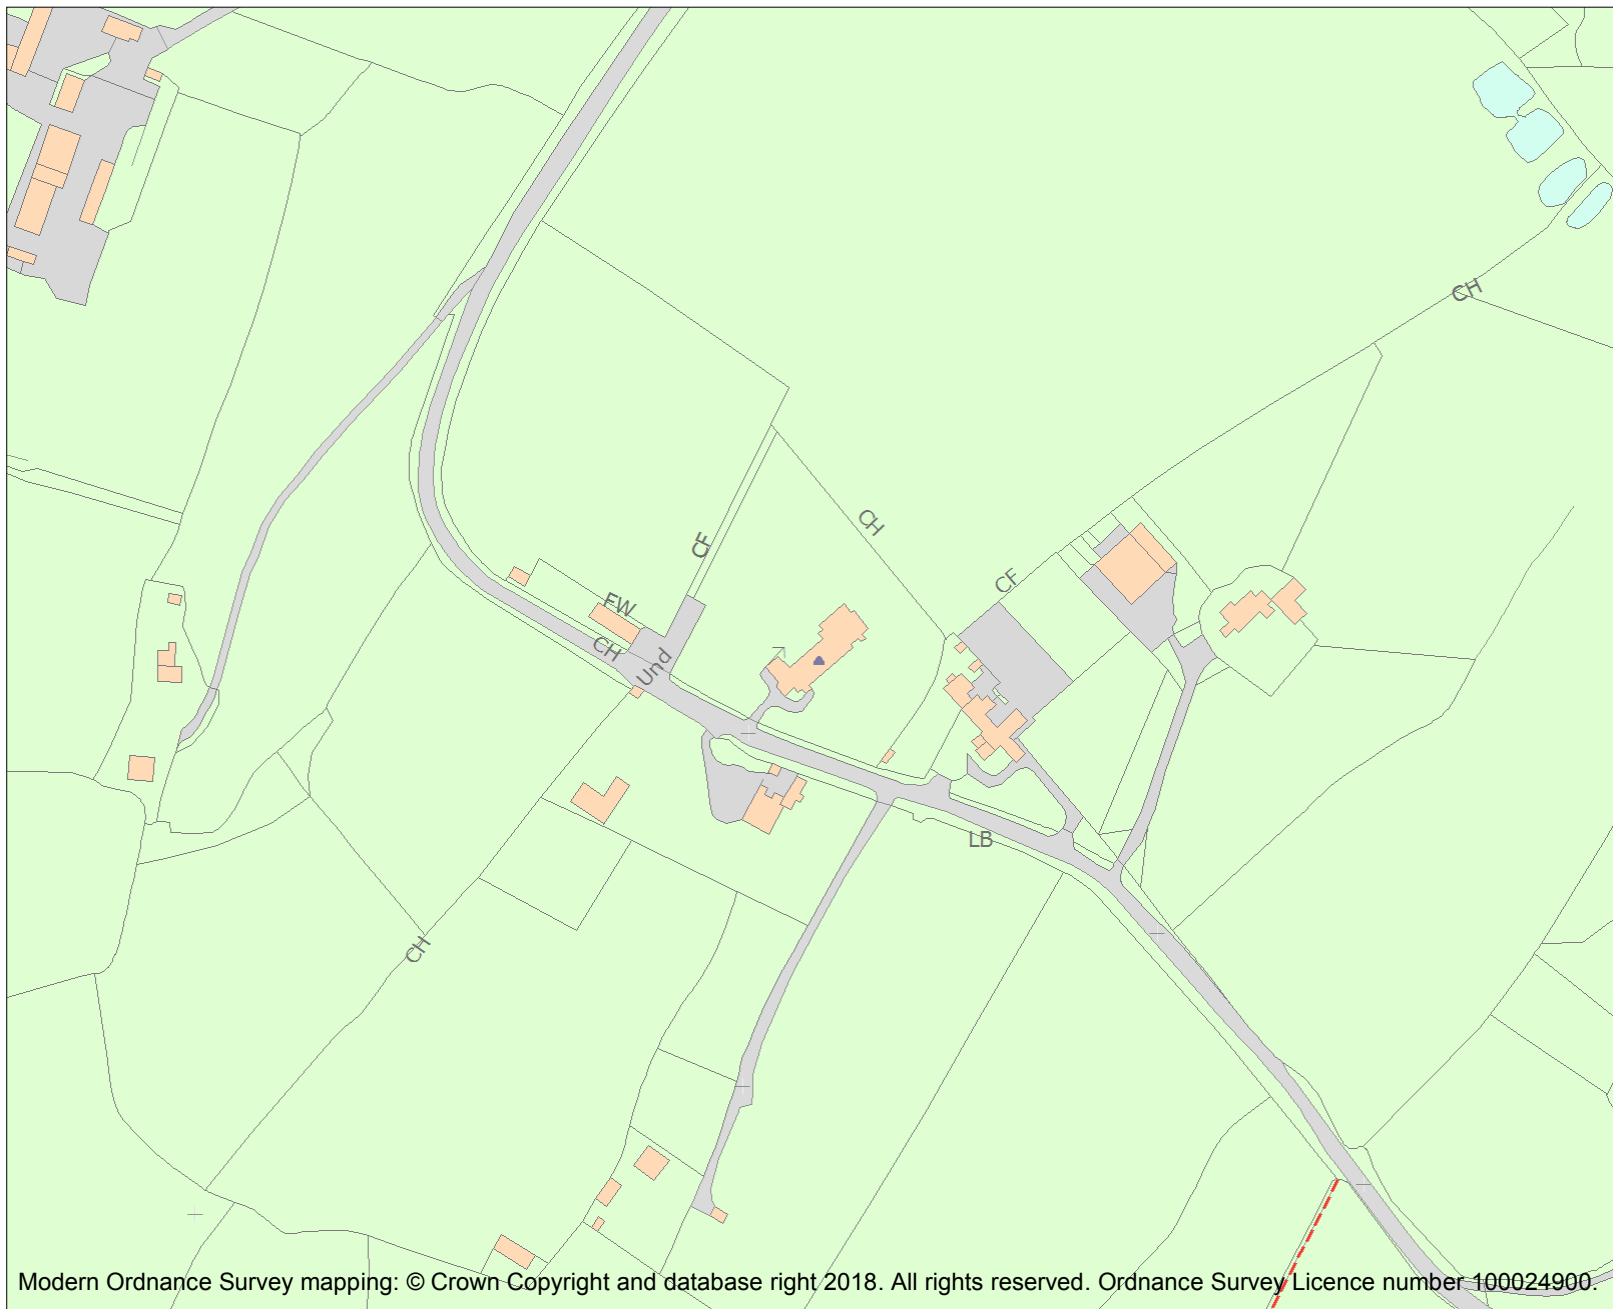 CH
CH
CF
CF
FW
CH
Und
LB
CH
Modern Ordnance Survey mapping: © Crown Copyright and database right 2018. All rights reserved. Ordnance Survey Licence number 100024900.